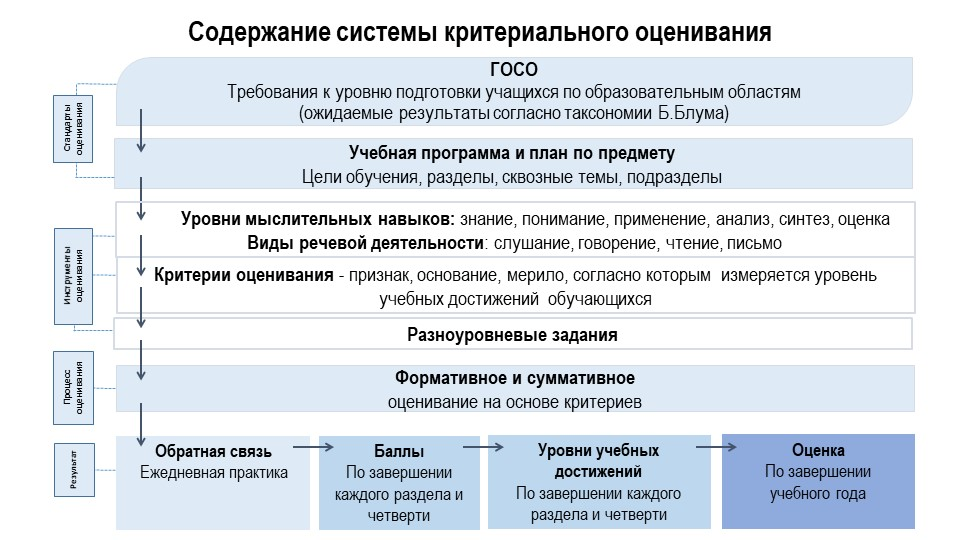 Содержание системы критериального оценивания
ГОСО
Требования к уровню подготовки учащихся по образовательным областям
(ожидаемые результаты согласно таксономии Б.Блума)
Стандарты
оценивания
Учебная программа и план по предмету
Цели обучения, разделы, сквозные темы, подразделы
Уровни мыслительных навыков: знание, понимание, применение, анализ, синтез, оценка
Виды речевой деятельности: слушание, говорение, чтение, письмо
Инструменты
оценивания
Критерии оценивания - признак, основание, мерило, согласно которым измеряется уровень
учебных достижений обучающихся
Разноуровневые задания
Процесс
оценивания
Формативное и суммативное
оценивание на основе критериев
Результат
Обратная связь
Ежедневная практика
Баллы
По завершении
каждого раздела и
четверти
Уровни учебных
достижений
По завершении каждого
раздела и четверти
Оценка
По завершении
учебного года